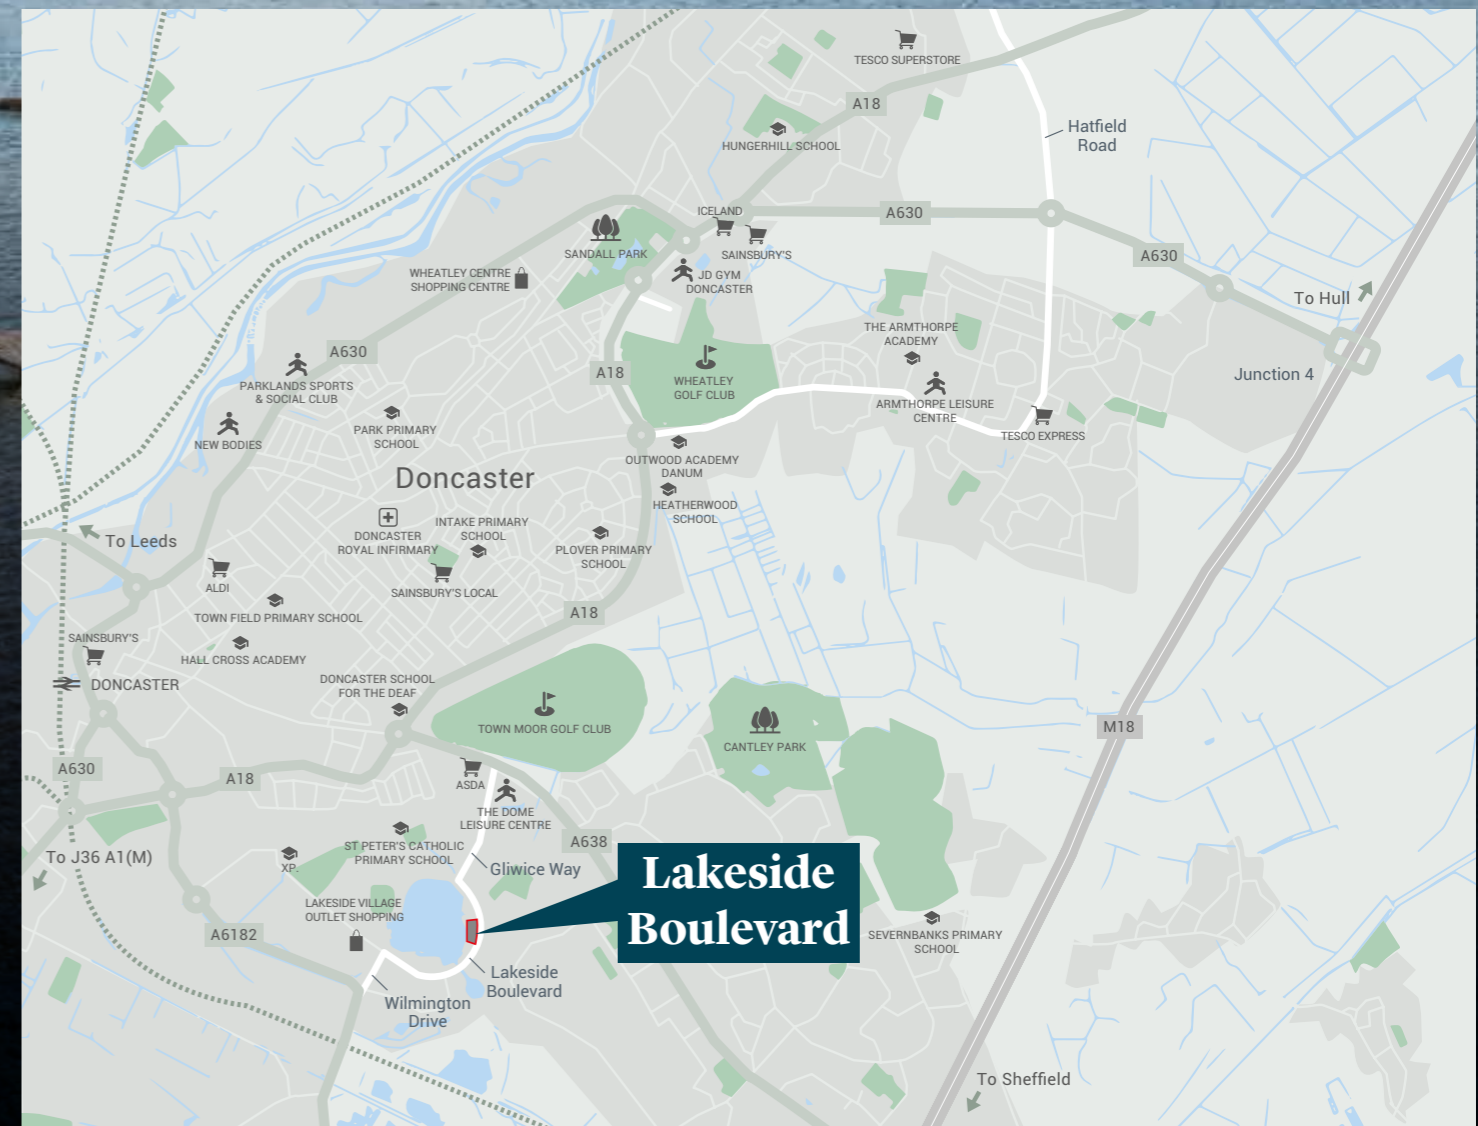 TESCO SUPERSTORE
A18
Hatfield
Road
HUNGERHILL SCHOOL
ICELAND
A630
SAINSBURY'S
SANDALL PARK
A630
WHEATLEY CENTRE
SHOPPING CENTRE
JD GYM
DONCASTER
To Hull
THE ARMTHORPE
ACADEMY
A630
A18
Junction 4
PARKLANDS SPORTS
& SOCIAL CLUB
WHEATLEY
GOLF CLUB
ARMTHORPE LEISURE
CENTRE
NEW BODIES
PARK PRIMARY
SCHOOL
TESCO EXPRESS
Doncaster
OUTWOOD ACADEMY
DANUM
HEATHERWOOD
SCHOOL
To Leeds
DONCASTER
ROYAL INFIRMARY
INTAKE PRIMARY
SCHOOL
PLOVER PRIMARY
SCHOOL
ALDI
SAINSBURY'S LOCAL
TOWN FIELD PRIMARY SCHOOL
A18
SAINSBURY'S
HALL CROSS ACADEMY
DONCASTER
DONCASTER SCHOOL
FOR THE DEAF
TOWN MOOR GOLF CLUB
CANTLEY PARK
M18
A630
A18
ASDA
THE DOME
LEISURE CENTRE
A638
To J36 A1(M)
XP.
ST PETER'S CATHOLIC
PRIMARY SCHOOL
Gliwice Way
Lakeside
Boulevard
LAKESIDE VILLAGE
OUTLET SHOPPING
A6182
SEVERNBANKS PRIMARY
SCHOOL
Lakeside
Boulevard
Wilmington
Drive
To Sheffield